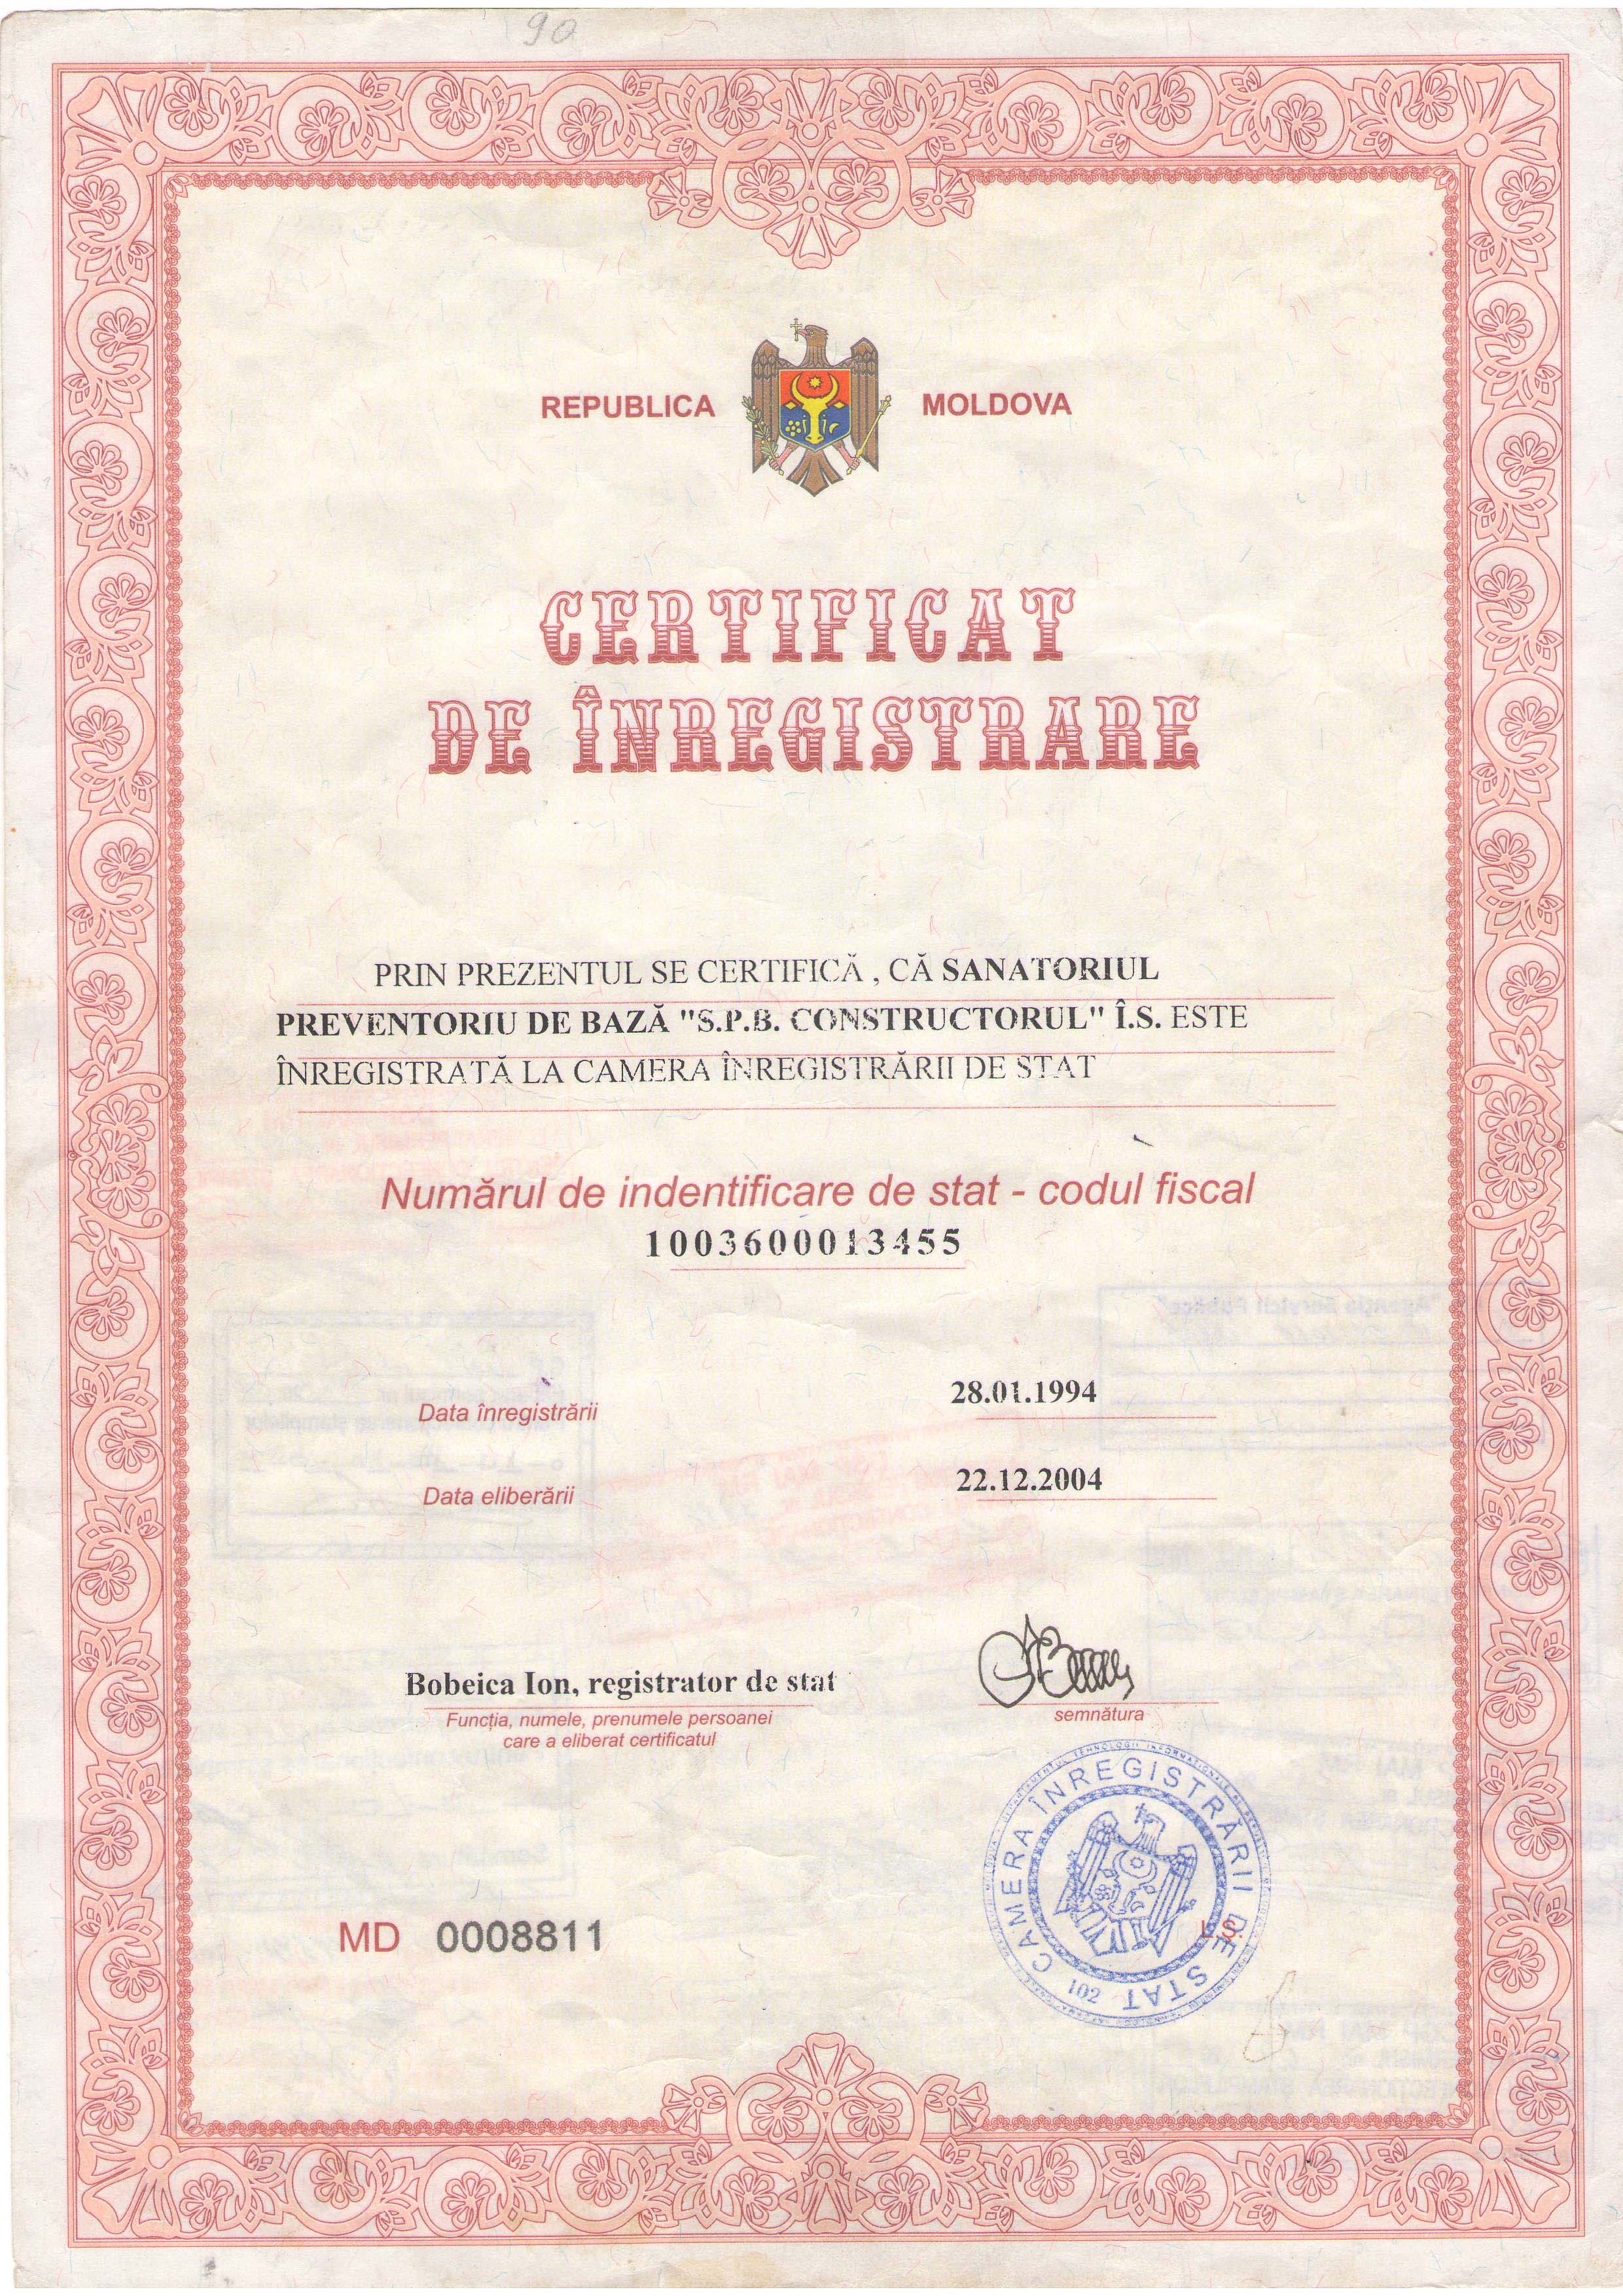 90
REPUBLICA MOLDOVA
CERTIFICAT
DE ÎNREGISTRARE
PRIN PREZENTUL SE CERTIFICĂ , CĂ SANATORIUL
PREVENTORIU DE BAZĂ "S.P.B. CONSTRUCTORUL" Î.S. ESTE
ÎNREGISTRATĂ LA CAMERA ÎNREGISTRĂRII DE STAT
Numărul de indentificare de stat - codul fiscal
1003600013455
Data înregistrării 28.01.1994
Data eliberării 22.12.2004
Bobeica Ion, registrator de stat
Funcția, numele, prenumele persoanei
care a eliberat certificatul
semnătura
CAMERA ÎNREGISTRĂRII DE STAT
102
L.Ș.
MD 0008811